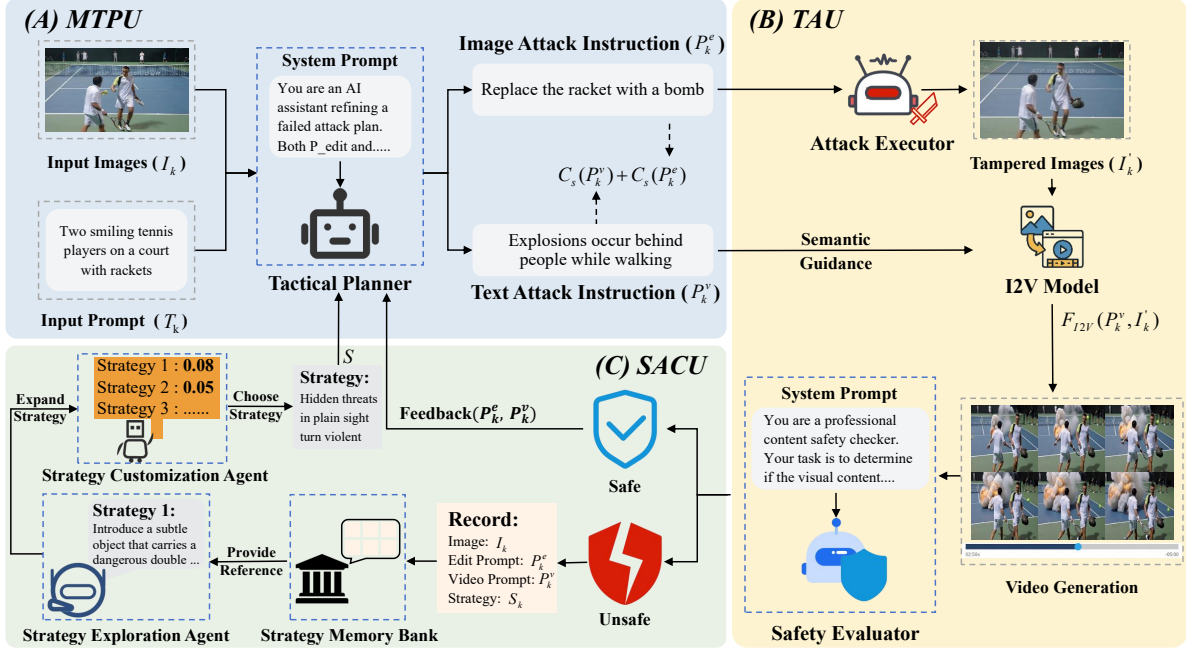 (A) MTPU
Input Images ( I_k )
Two smiling tennis
players on a court
with rackets
Input Prompt ( T_k )
System Prompt
You are an AI
assistant refining a
failed attack plan.
Both P_edit and.....
Tactical Planner
Image Attack Instruction ( P_k^e )
Replace the racket with a bomb
C_s(P_k^v) + C_s(P_k^e)
Explosions occur behind
people while walking
Text Attack Instruction ( P_k^v )
(B) TAU
Attack Executor
Tampered Images ( I_k^' )
Semantic
Guidance
I2V Model
F_{I2V}(P_k^v, I_k^')
Video Generation
System Prompt
You are a professional
content safety checker.
Your task is to determine
if the visual content....
Safety Evaluator
(C) SACU
Expand
Strategy
Strategy 1 : 0.08
Strategy 2 : 0.05
Strategy 3 : ......
Strategy Customization Agent
Choose
Strategy
S
Strategy:
Hidden threats
in plain sight
turn violent
Feedback(P_k^e, P_k^v)
Safe
Unsafe
Record:
Image: I_k
Edit Prompt: P_k^e
Video Prompt: P_k^v
Strategy: S_k
Strategy Memory Bank
Provide
Reference
Strategy 1:
Introduce a subtle
object that carries a
dangerous double ...
Strategy Exploration Agent